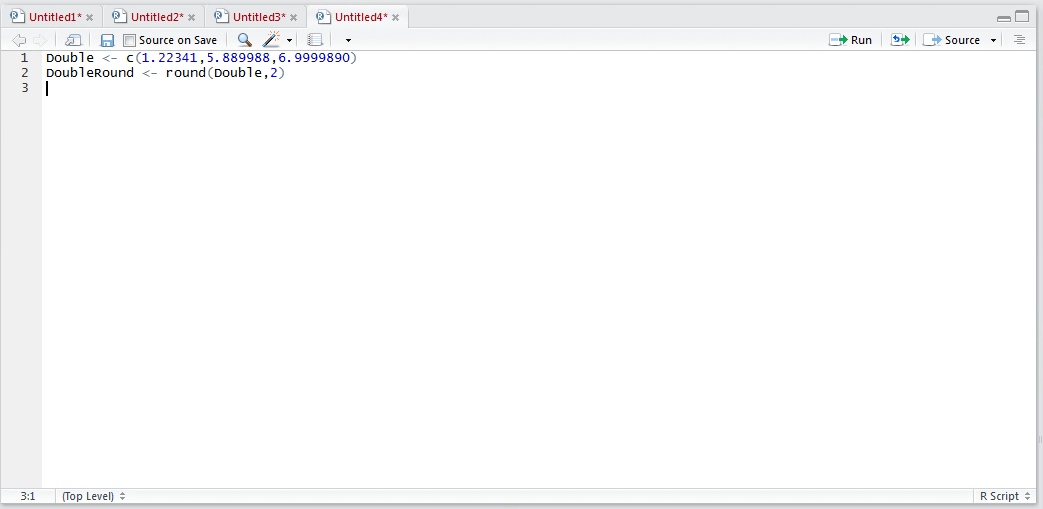 Untitled1* Untitled2* Untitled3* Untitled4*
Source on Save Run Source
1 Double <- c(1.22341,5.889988,6.9999890)
2 DoubleRound <- round(Double,2)
3
3:1 (Top Level) R Script